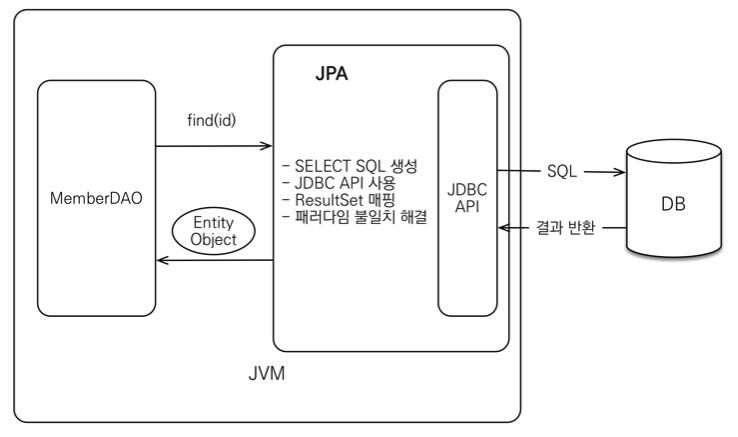 JPA
find(id)
MemberDAO
Entity
Object
- SELECT SQL 생성
- JDBC API 사용
- ResultSet 매핑
- 패러다임 불일치 해결
JDBC
API
SQL
결과 반환
DB
JVM